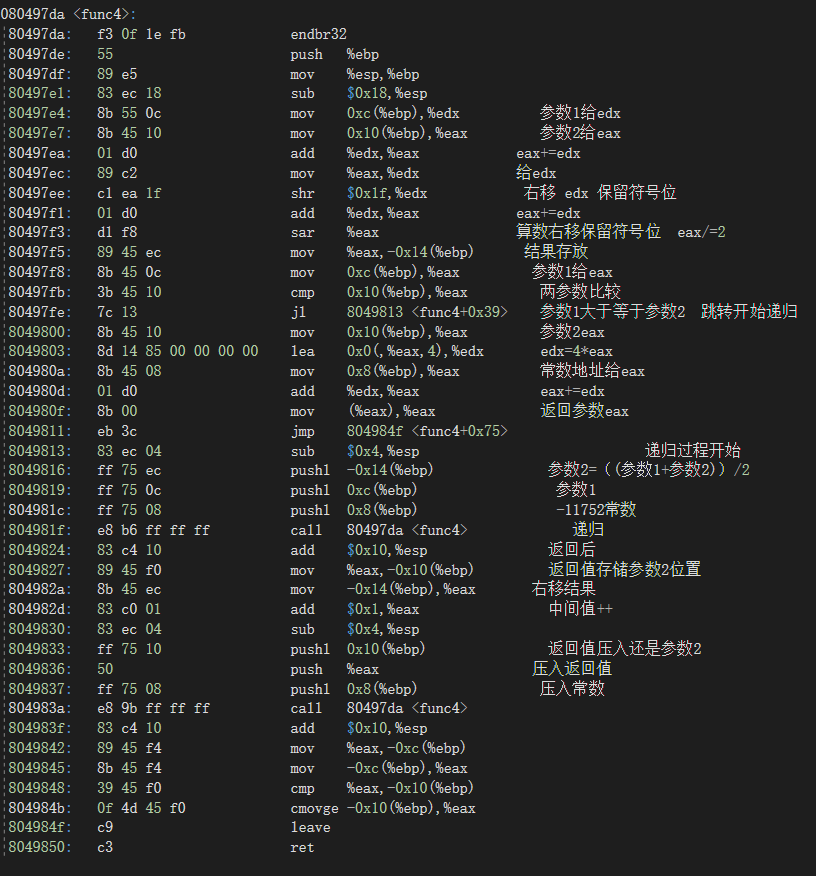 080497da <func4>:
80497da: f3 0f 1e fb endbr32
80497de: 55 push %ebp
80497df: 89 e5 mov %esp,%ebp
80497e1: 83 ec 18 sub $0x18,%esp
80497e4: 8b 55 0c mov 0xc(%ebp),%edx 参数1给edx
80497e7: 8b 45 10 mov 0x10(%ebp),%eax 参数2给eax
80497ea: 01 d0 add %edx,%eax eax+=edx
80497ec: 89 c2 mov %eax,%edx 给edx
80497ee: c1 ea 1f shr $0x1f,%edx 右移 edx 保留符号位
80497f1: 01 d0 add %edx,%eax eax+=edx
80497f3: d1 f8 sar %eax 算数右移保留符号位 eax/=2
80497f5: 89 45 ec mov %eax,-0x14(%ebp) 结果存放
80497f8: 8b 45 0c mov 0xc(%ebp),%eax 参数1给eax
80497fb: 3b 45 10 cmp 0x10(%ebp),%eax 两参数比较
80497fe: 7c 13 jl 8049813 <func4+0x39> 参数1大于等于参数2 跳转开始递归
8049800: 8b 45 10 mov 0x10(%ebp),%eax 参数2eax
8049803: 8d 14 85 00 00 00 00 lea 0x0(,%eax,4),%edx edx=4*eax
804980a: 8b 45 08 mov 0x8(%ebp),%eax 常数地址给eax
804980d: 01 d0 add %edx,%eax eax+=edx
804980f: 8b 00 mov (%eax),%eax 返回参数eax
8049811: eb 3c jmp 804984f <func4+0x75>
8049813: 83 ec 04 sub $0x4,%esp 递归过程开始
8049816: ff 75 ec pushl -0x14(%ebp) 参数2=（(参数1+参数2)）/2
8049819: ff 75 0c pushl 0xc(%ebp) 参数1
804981c: ff 75 08 pushl 0x8(%ebp) -11752常数
804981f: e8 b6 ff ff ff call 80497da <func4> 递归
8049824: 83 c4 10 add $0x10,%esp 返回后
8049827: 89 45 f0 mov %eax,-0x10(%ebp) 返回值存储参数2位置
804982a: 8b 45 ec mov -0x14(%ebp),%eax 右移结果
804982d: 83 c0 01 add $0x1,%eax 中间值++
8049830: 83 ec 04 sub $0x4,%esp
8049833: ff 75 10 pushl 0x10(%ebp) 返回值压入还是参数2
8049836: 50 push %eax 压入返回值
8049837: ff 75 08 pushl 0x8(%ebp) 压入常数
804983a: e8 9b ff ff ff call 80497da <func4>
804983f: 83 c4 10 add $0x10,%esp
8049842: 89 45 f4 mov %eax,-0xc(%ebp)
8049845: 8b 45 f4 mov -0xc(%ebp),%eax
8049848: 39 45 f0 cmp %eax,-0x10(%ebp)
804984b: 0f 4d 45 f0 cmovge -0x10(%ebp),%eax
804984f: c9 leave
8049850: c3 ret